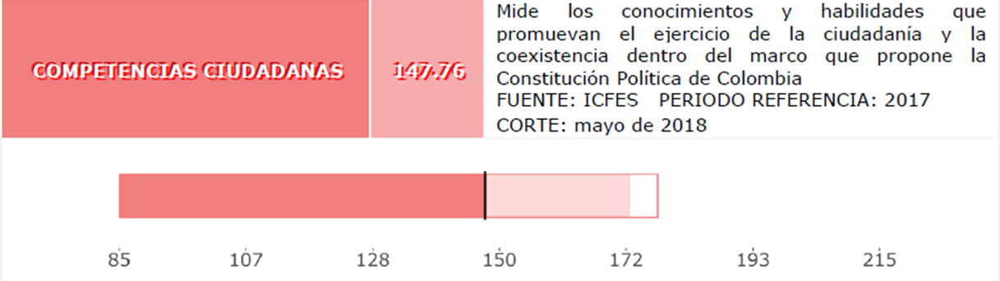 COMPETENCIAS CIUDADANAS
147.76
Mide los conocimientos y habilidades que
promuevan el ejercicio de la ciudadanía y la
coexistencia dentro del marco que propone la
Constitución Política de Colombia
FUENTE: ICFES PERIODO REFERENCIA: 2017
CORTE: mayo de 2018
85 107 128 150 172 193 215